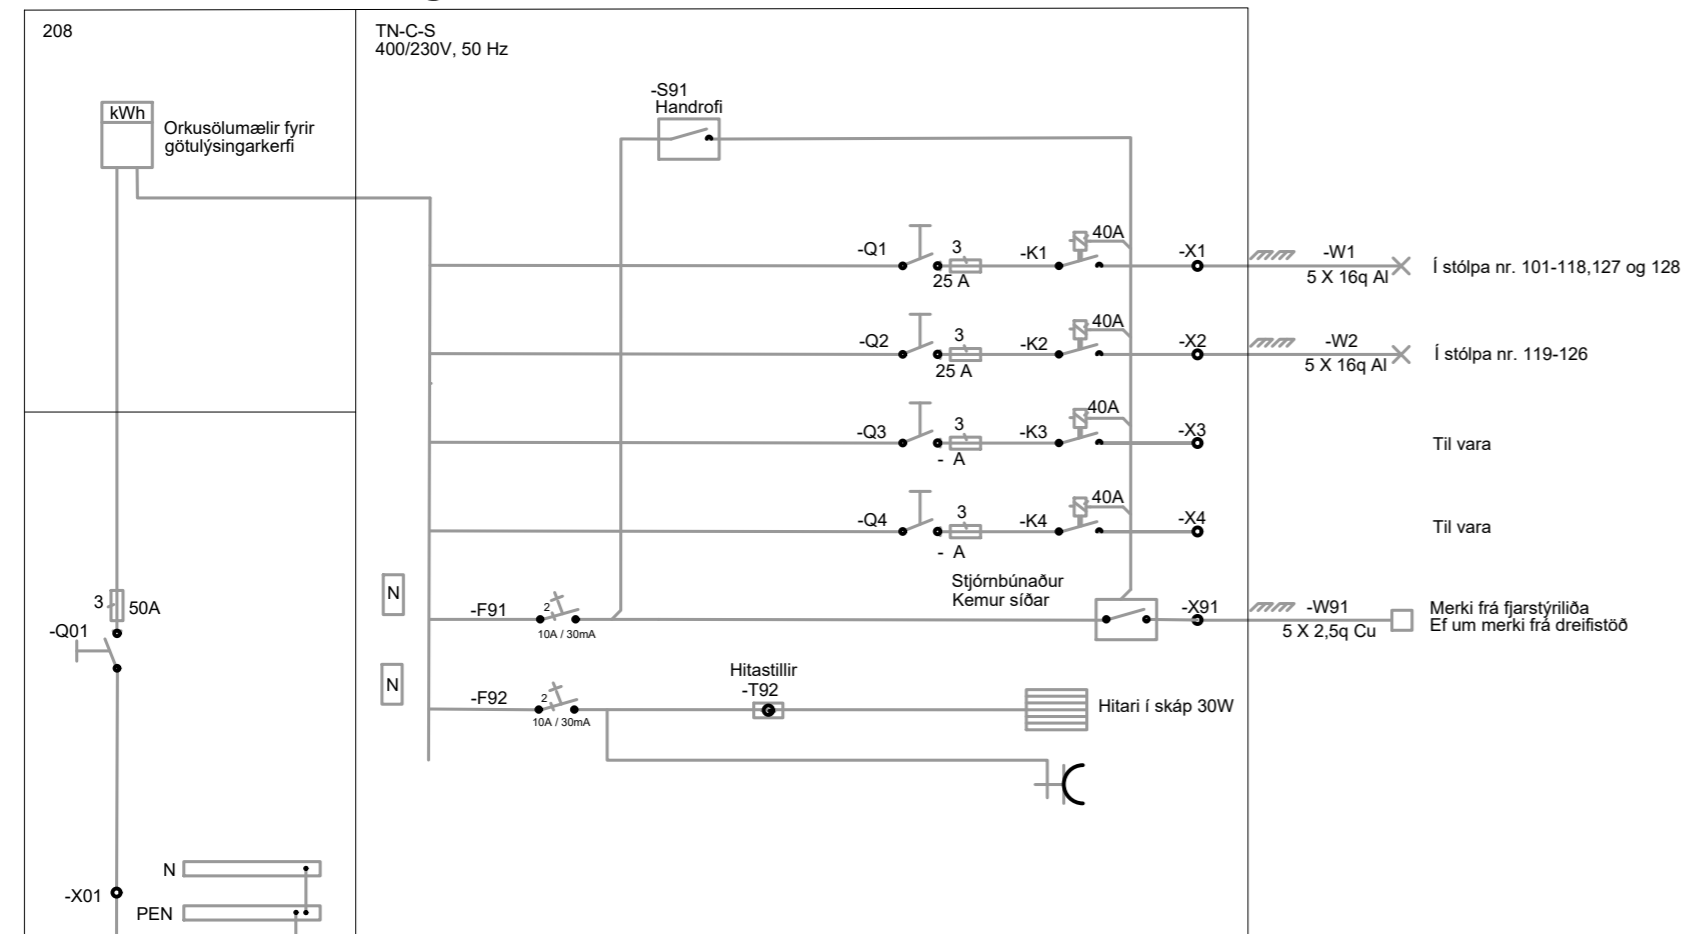 208
TN-C-S
400/230V, 50 Hz
kWh
Orkusölumælir fyrir
götulýsingarkerfi
-S91
Handrofi
-Q1
3
25 A
-K1
40A
-X1
-W1
5 X 16q Al
Í stólpa nr. 101-118,127 og 128
-Q2
3
25 A
-K2
40A
-X2
-W2
5 X 16q Al
Í stólpa nr. 119-126
-Q3
3
- A
-K3
40A
-X3
Til vara
-Q4
3
- A
-K4
40A
-X4
Til vara
N
-F91
2
10A / 30mA
Stjórnbúnaður
Kemur síðar
-X91
-W91
5 X 2,5q Cu
Merki frá fjarstýriliða
Ef um merki frá dreifistöð
3
50A
-Q01
N
-F92
2
10A / 30mA
Hitastillir
-T92
Hitari í skáp 30W
N
-X01
PEN